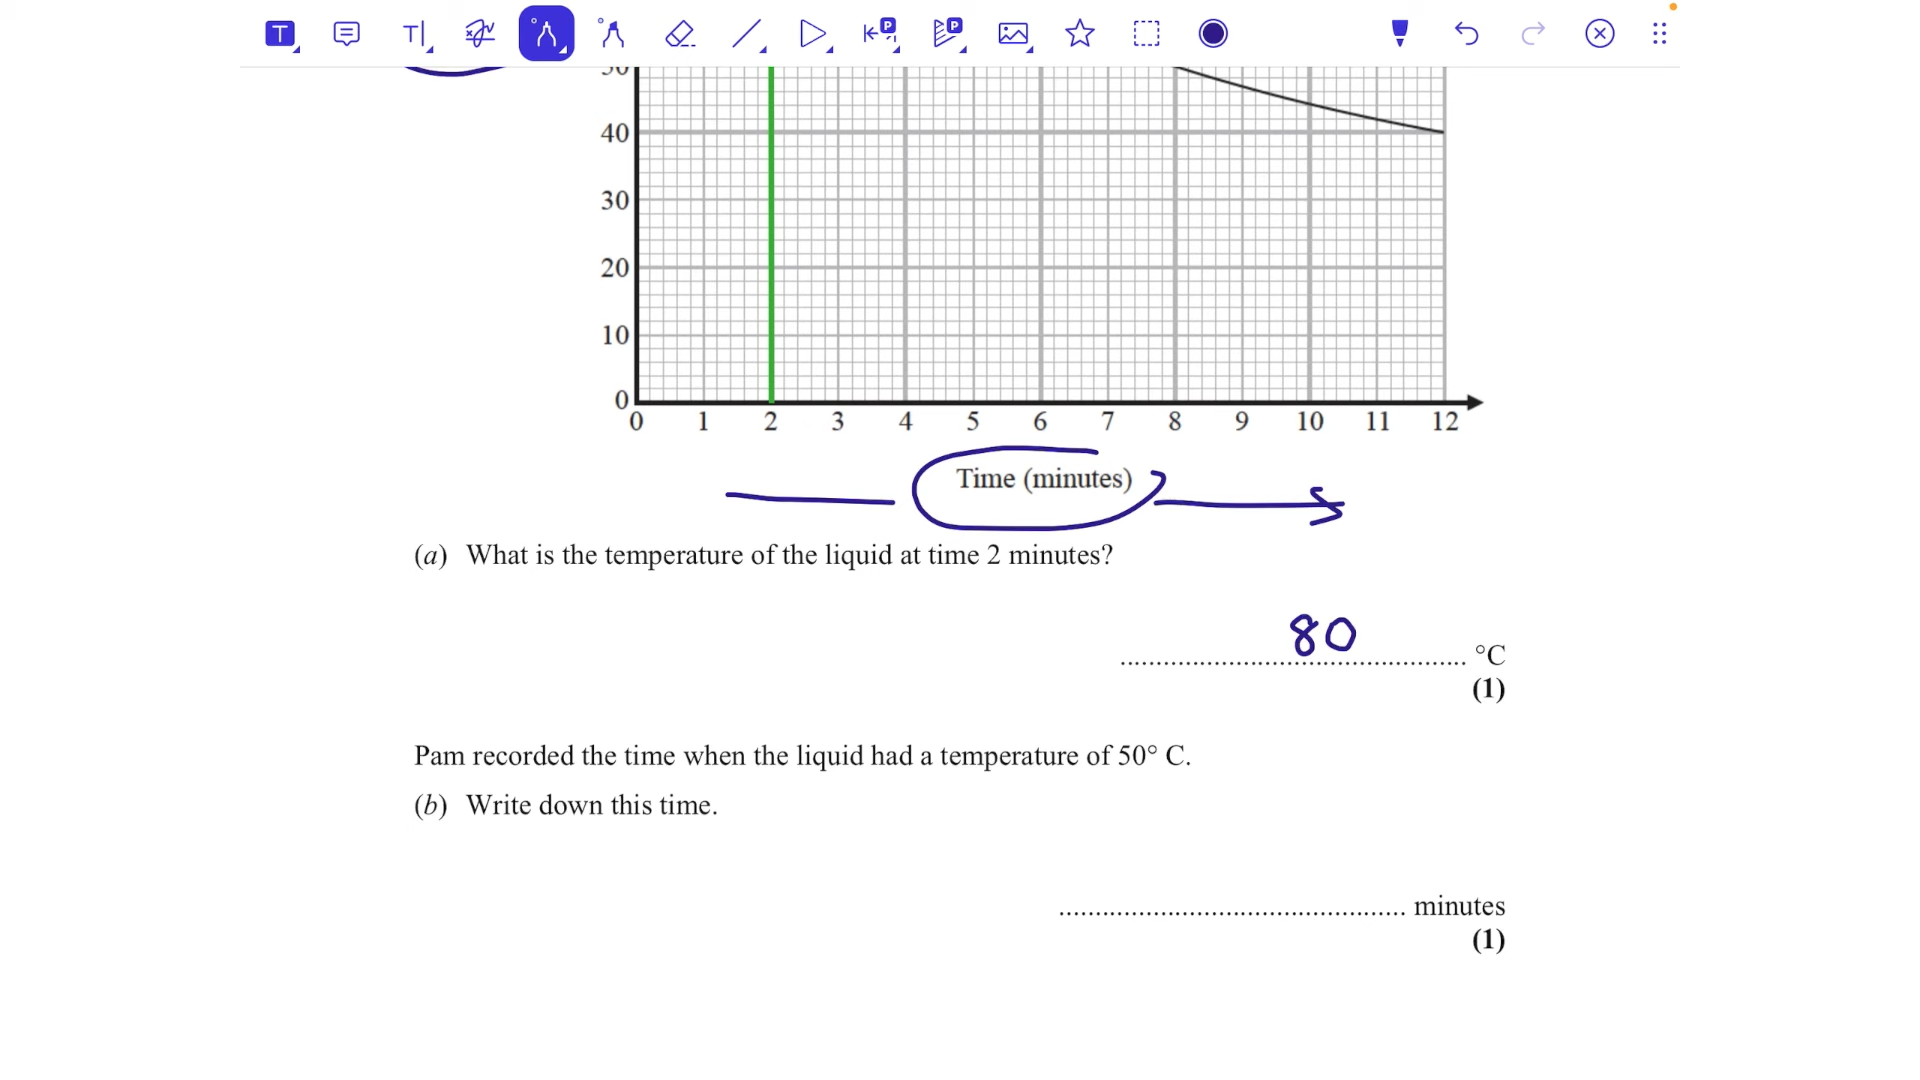 50
40
30
20
10
0
0 1 2 3 4 5 6 7 8 9 10 11 12
Time (minutes)
(a) What is the temperature of the liquid at time 2 minutes?
80
°C
(1)
Pam recorded the time when the liquid had a temperature of 50° C.
(b) Write down this time.
minutes
(1)